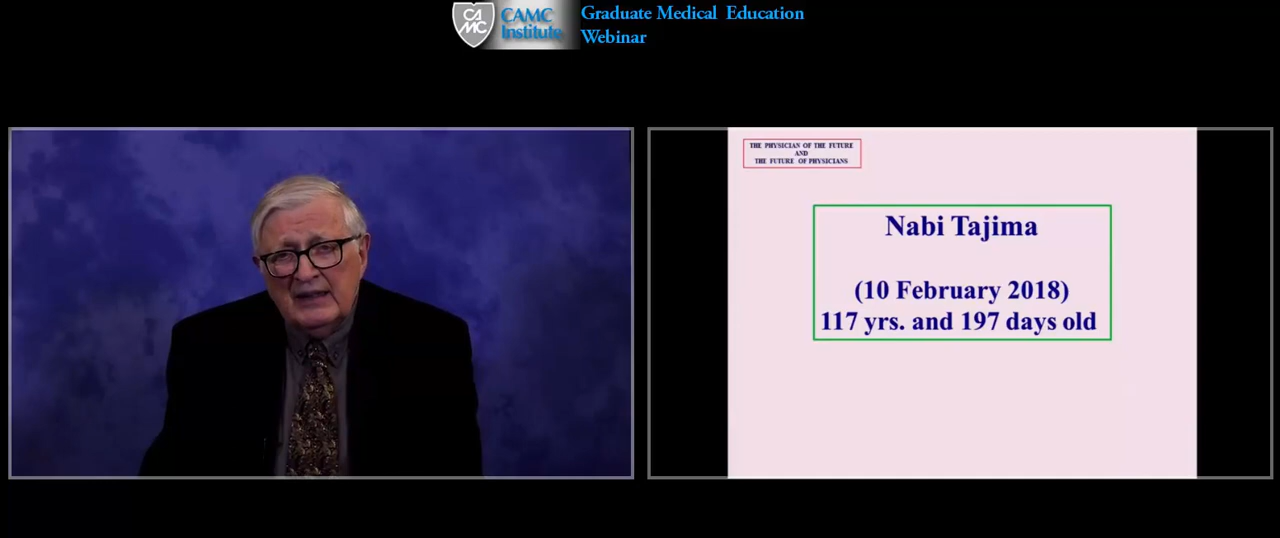 CAMC
CAMC
Institute
Graduate Medical Education
Webinar
THE PHYSICIAN OF THE FUTURE
AND
THE FUTURE OF PHYSICIANS
Nabi Tajima
(10 February 2018)
117 yrs. and 197 days old